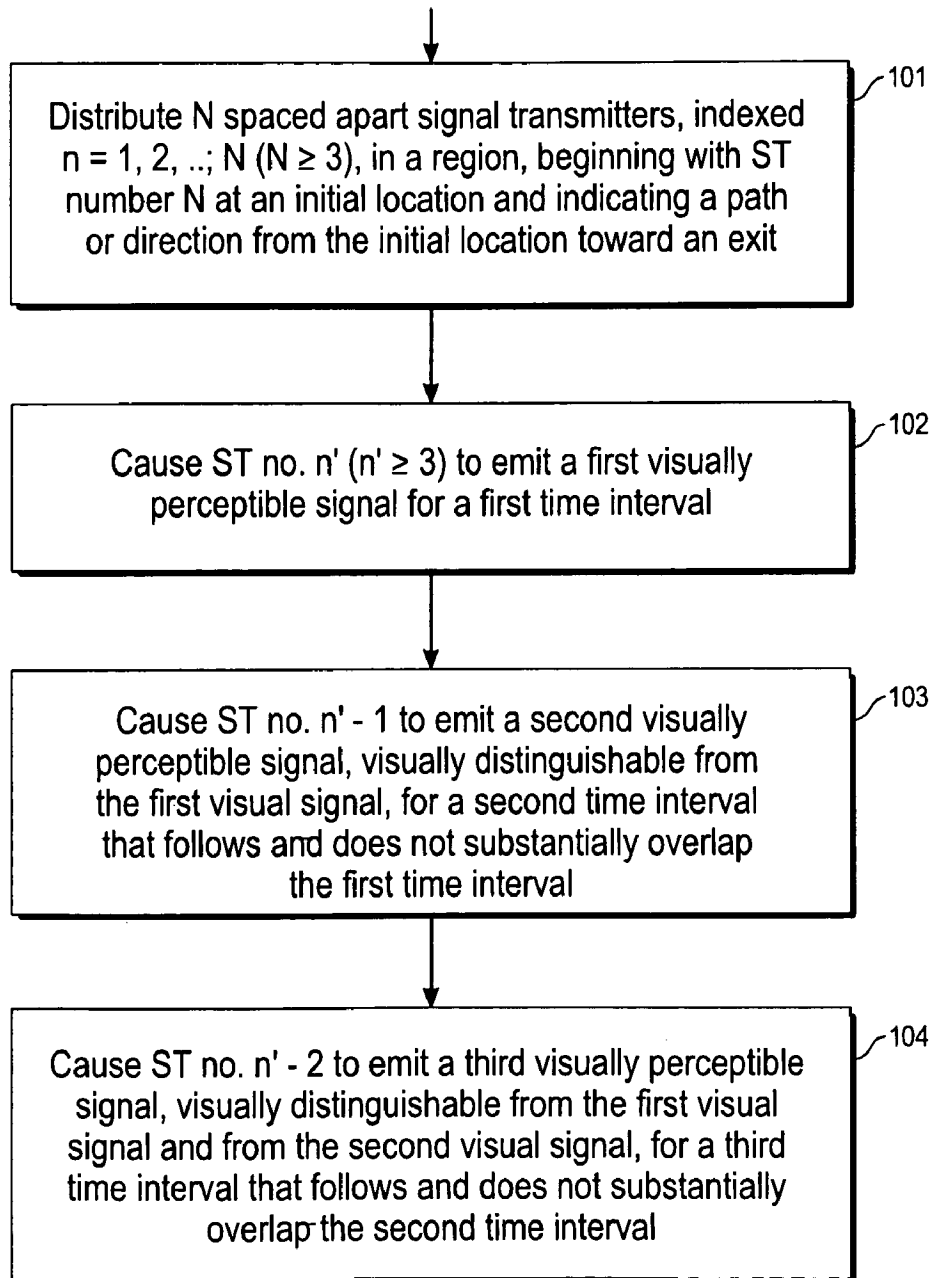 101
Distribute N spaced apart signal transmitters, indexed
n = 1, 2, ..; N (N ≥ 3), in a region, beginning with ST
number N at an initial location and indicating a path
or direction from the initial location toward an exit
102
Cause ST no. n' (n' ≥ 3) to emit a first visually
perceptible signal for a first time interval
103
Cause ST no. n' - 1 to emit a second visually
perceptible signal, visually distinguishable from
the first visual signal, for a second time interval
that follows and does not substantially overlap
the first time interval
104
Cause ST no. n' - 2 to emit a third visually perceptible
signal, visually distinguishable from the first visual
signal and from the second visual signal, for a third
time interval that follows and does not substantially
overlap the second time interval